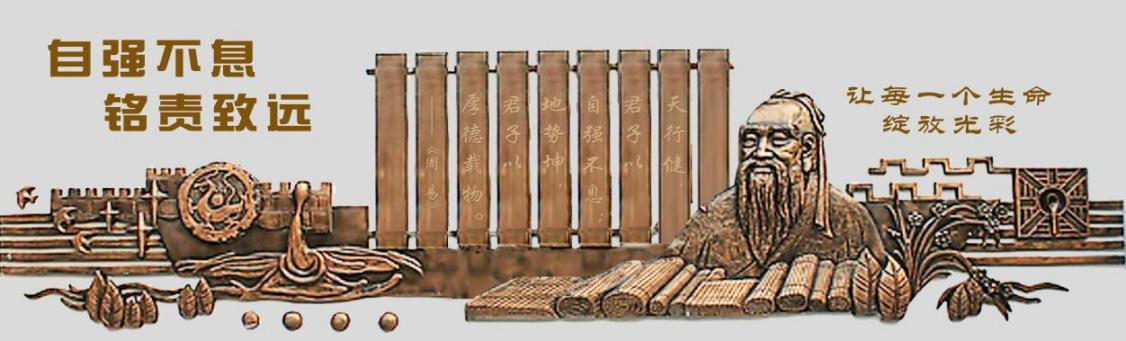 自强不息
铭责致远
天行健，
君子以
自强不息；
地势坤，
君子以
厚德载物。
——《周易》
让每一个生命
绽放光彩